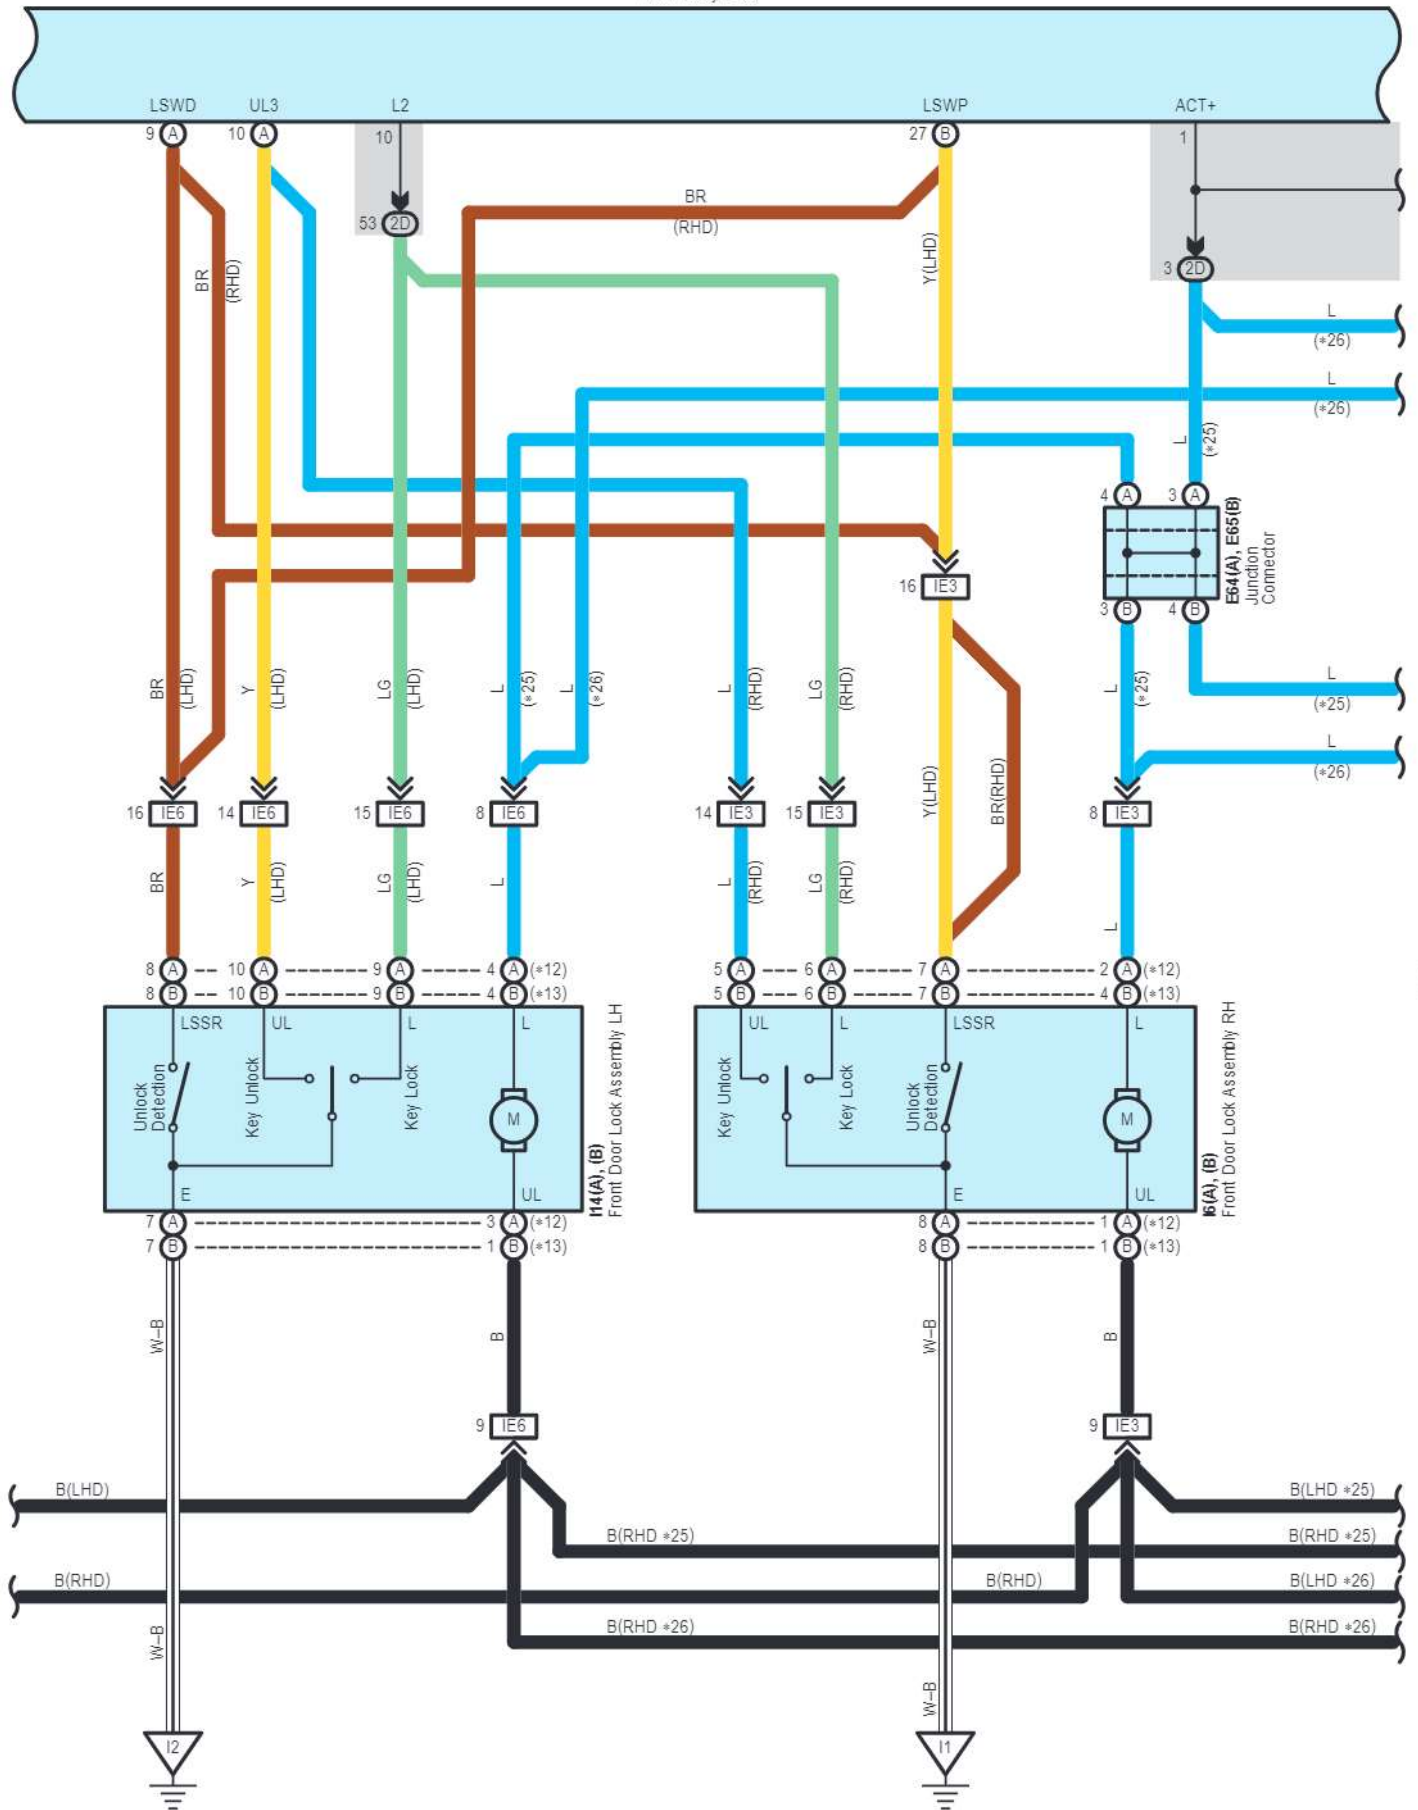 LSWD UL3 L2 LSWP ACT+
9 A 10 A 10 27 B 1
53 2D
BR
(RHD)
3 2D
BR
(RHD)
Y(LHD)
L
(*26)
L
(*26)
L
(*25)
4 A 3 A
E64(A), E65(B)
Junction
Connector
16 IE3
3 B 4 B
BR
(LHD)
Y
(LHD)
LG
(LHD)
L
(*25)
L
(*26)
L
(RHD)
LG
(RHD)
L
(*25)
L
(*25)
L
(*26)
Y(LHD)
BR(RHD)
16 IE6 14 IE6 15 IE6 8 IE6 14 IE3 15 IE3 8 IE3
BR
Y
(LHD)
LG
(LHD)
L
L
(RHD)
LG
(RHD)
L
8 A 10 A 9 A 4 A (*12) 5 A 6 A 7 A 2 A (*12)
8 B 10 B 9 B 4 B (*13) 5 B 6 B 7 B 4 B (*13)
LSSR UL L L UL L LSSR L
Unlock
Detection
Key Unlock
Key Lock
M
Key Unlock
Key Lock
Unlock
Detection
M
E UL E UL
I14(A), (B)
Front Door Lock Assembly LH
I6(A), (B)
Front Door Lock Assembly RH
7 A 3 A (*12) 8 A 1 A (*12)
7 B 1 B (*13) 8 B 1 B (*13)
W-B
B
W-B
B
9 IE6 9 IE3
B(LHD) B(LHD *25)
B(RHD *25) B(RHD *25)
B(RHD) B(RHD) B(LHD *26)
B(RHD *26) B(RHD *26)
W-B
W-B
I2 I1